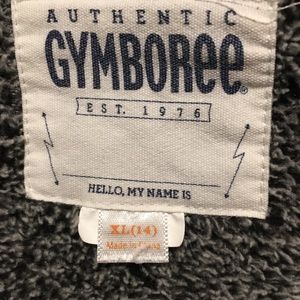 AUTHENTIC
GYMBOREE®
EST. 1976
HELLO, MY NAME IS
XL(14)
Made in China